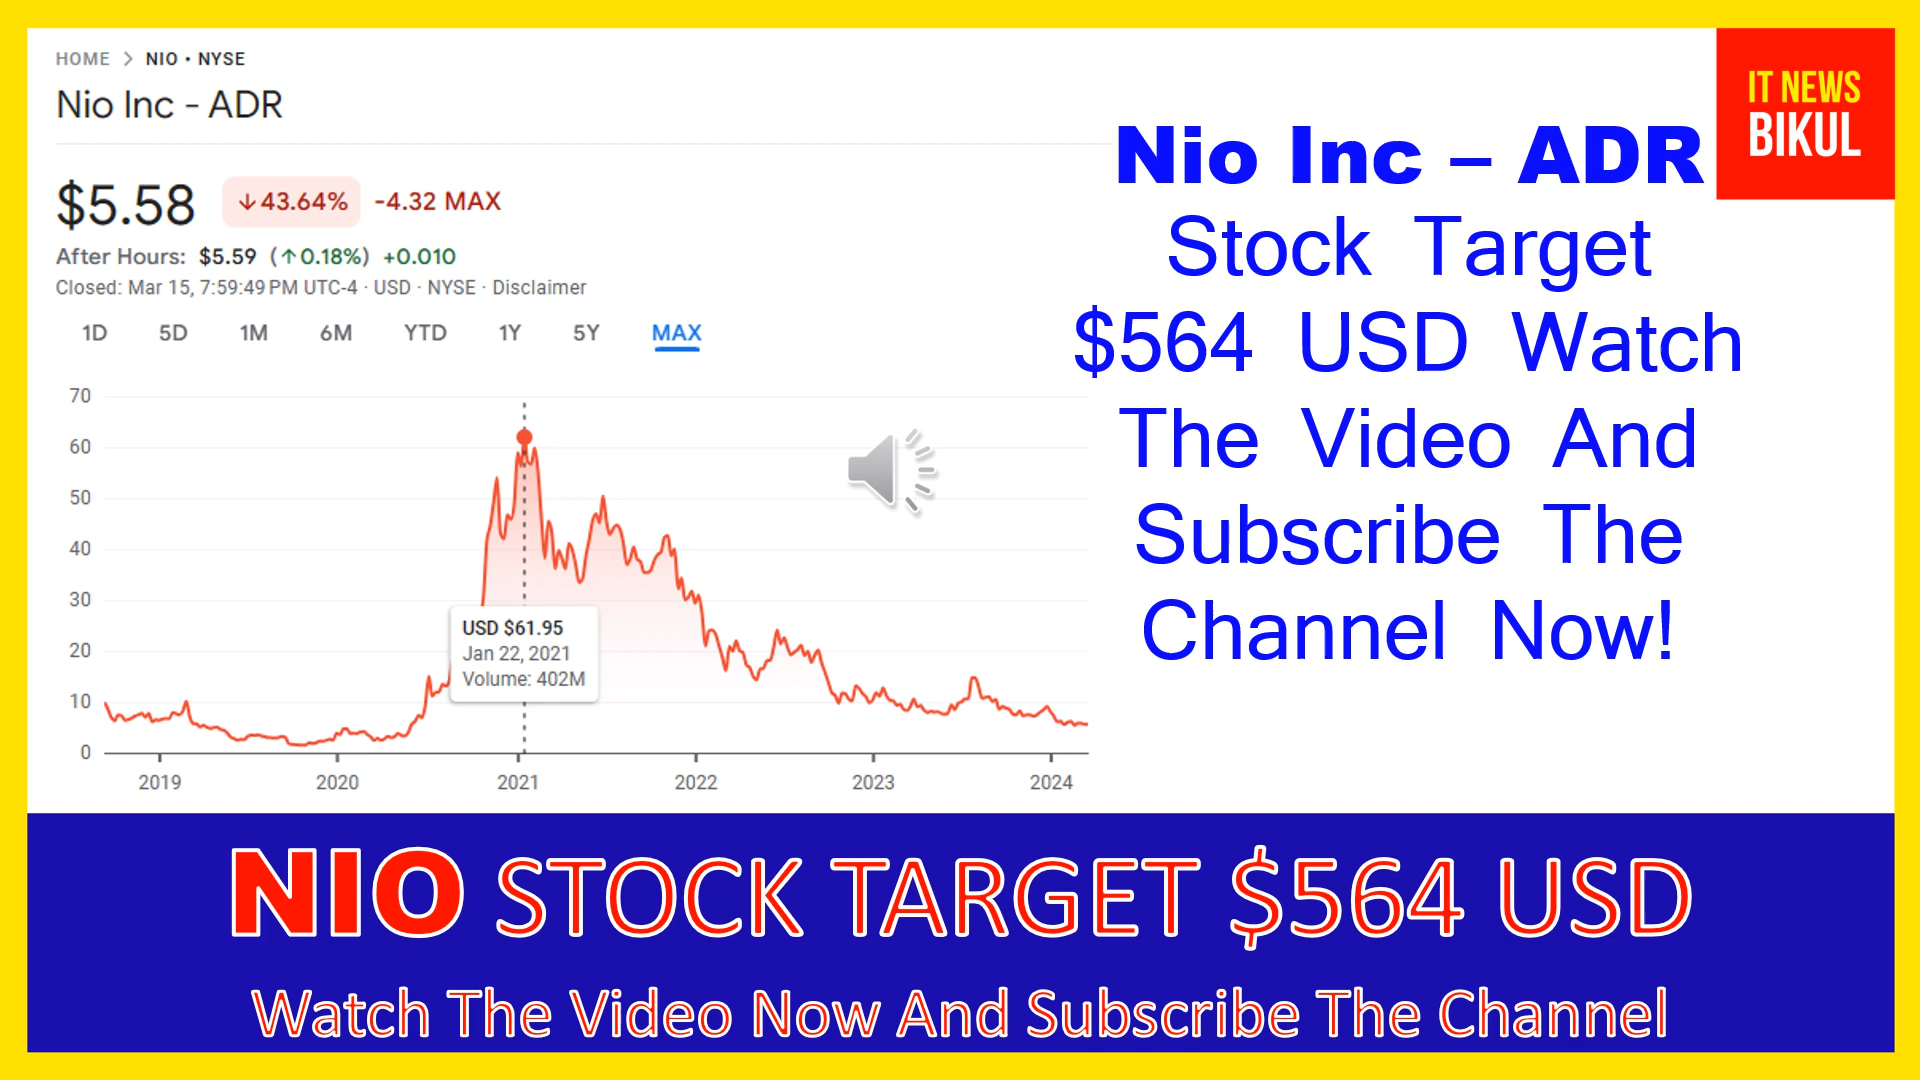 HOME > NIO • NYSE
Nio Inc - ADR
$5.58 ↓43.64% -4.32 MAX
After Hours: $5.59 (↑0.18%) +0.010
Closed: Mar 15, 7:59:49 PM UTC-4 · USD · NYSE · Disclaimer
1D 5D 1M 6M YTD 1Y 5Y MAX
70
60
50
40
30
20
10
0
USD $61.95
Jan 22, 2021
Volume: 402M
2019 2020 2021 2022 2023 2024
IT NEWS
BIKUL
Nio Inc – ADR
Stock Target
$564 USD Watch
The Video And
Subscribe The
Channel Now!
NIO STOCK TARGET $564 USD
Watch The Video Now And Subscribe The Channel